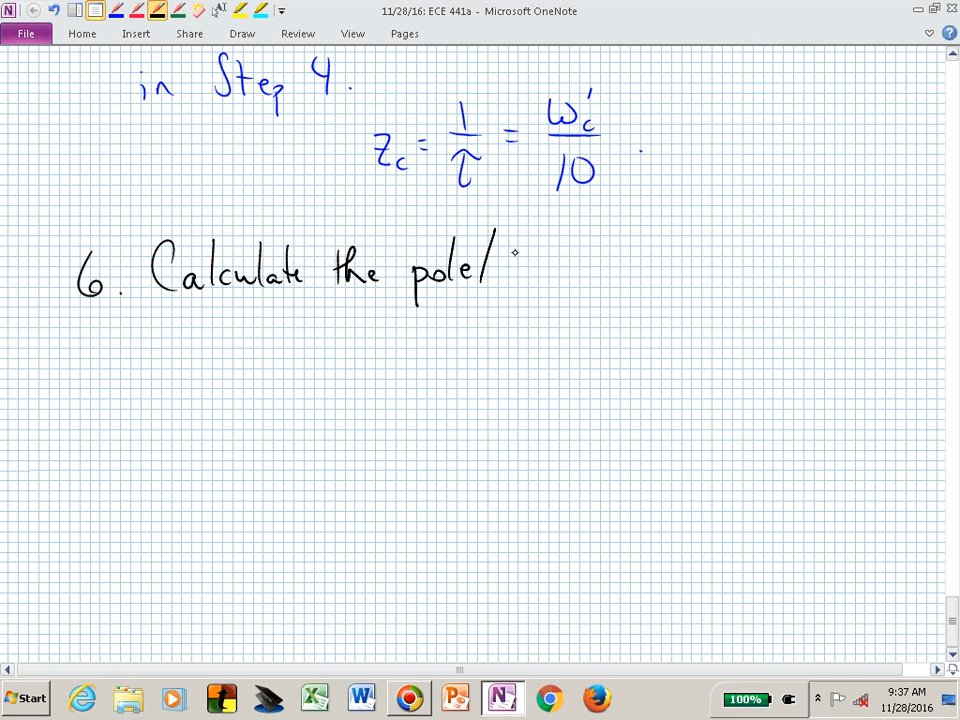 11/28/16: ECE 441a - Microsoft OneNote
File Home Insert Share Draw Review View Pages
in Step 4.
z_c = 1/τ = ω'_c/10 .
6. Calculate the pole/
Start
100%
9:37 AM
11/28/2016